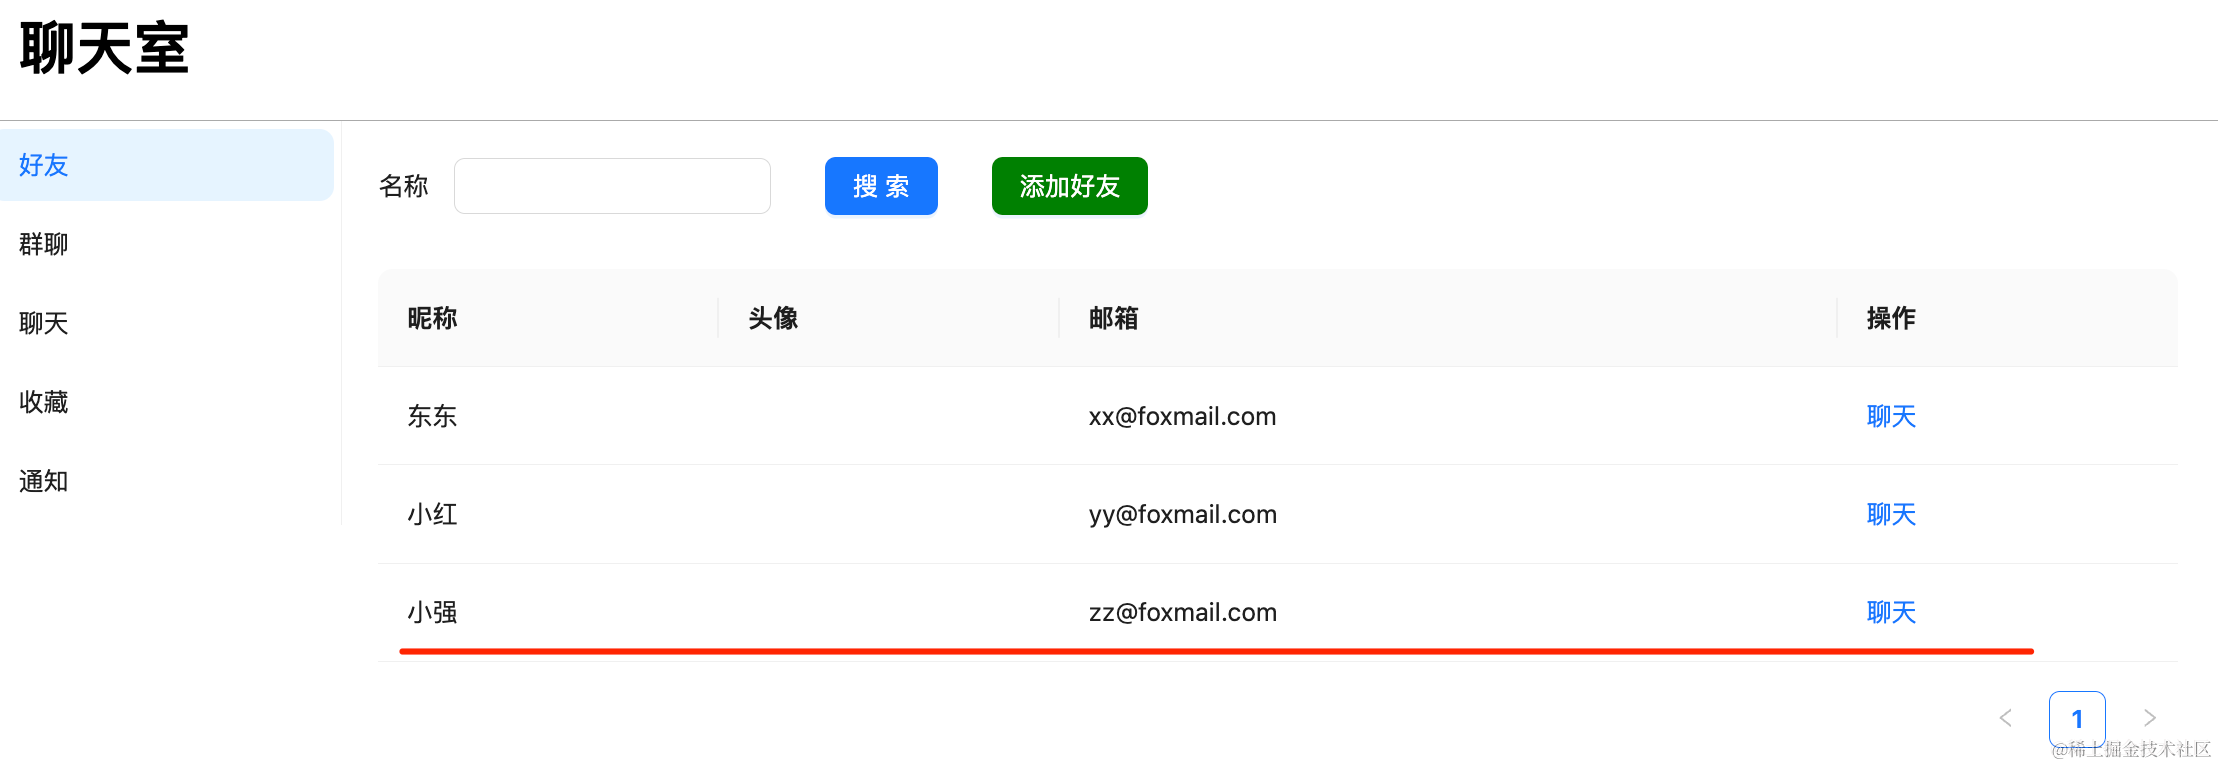 聊天室
好友
群聊
聊天
收藏
通知
名称 搜 索 添加好友
昵称 头像 邮箱 操作
东东 xx@foxmail.com 聊天
小红 yy@foxmail.com 聊天
小强 zz@foxmail.com 聊天
< 1 >
@稀土掘金技术社区